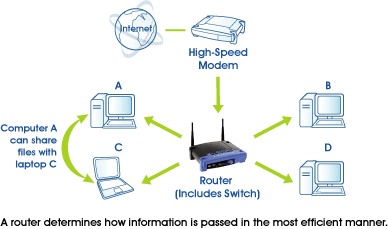 Internet
High-Speed
Modem
A
B
Computer A
can share
files with
laptop C
C
D
Router
(Includes Switch)
A router determines how information is passed in the most efficient manner.